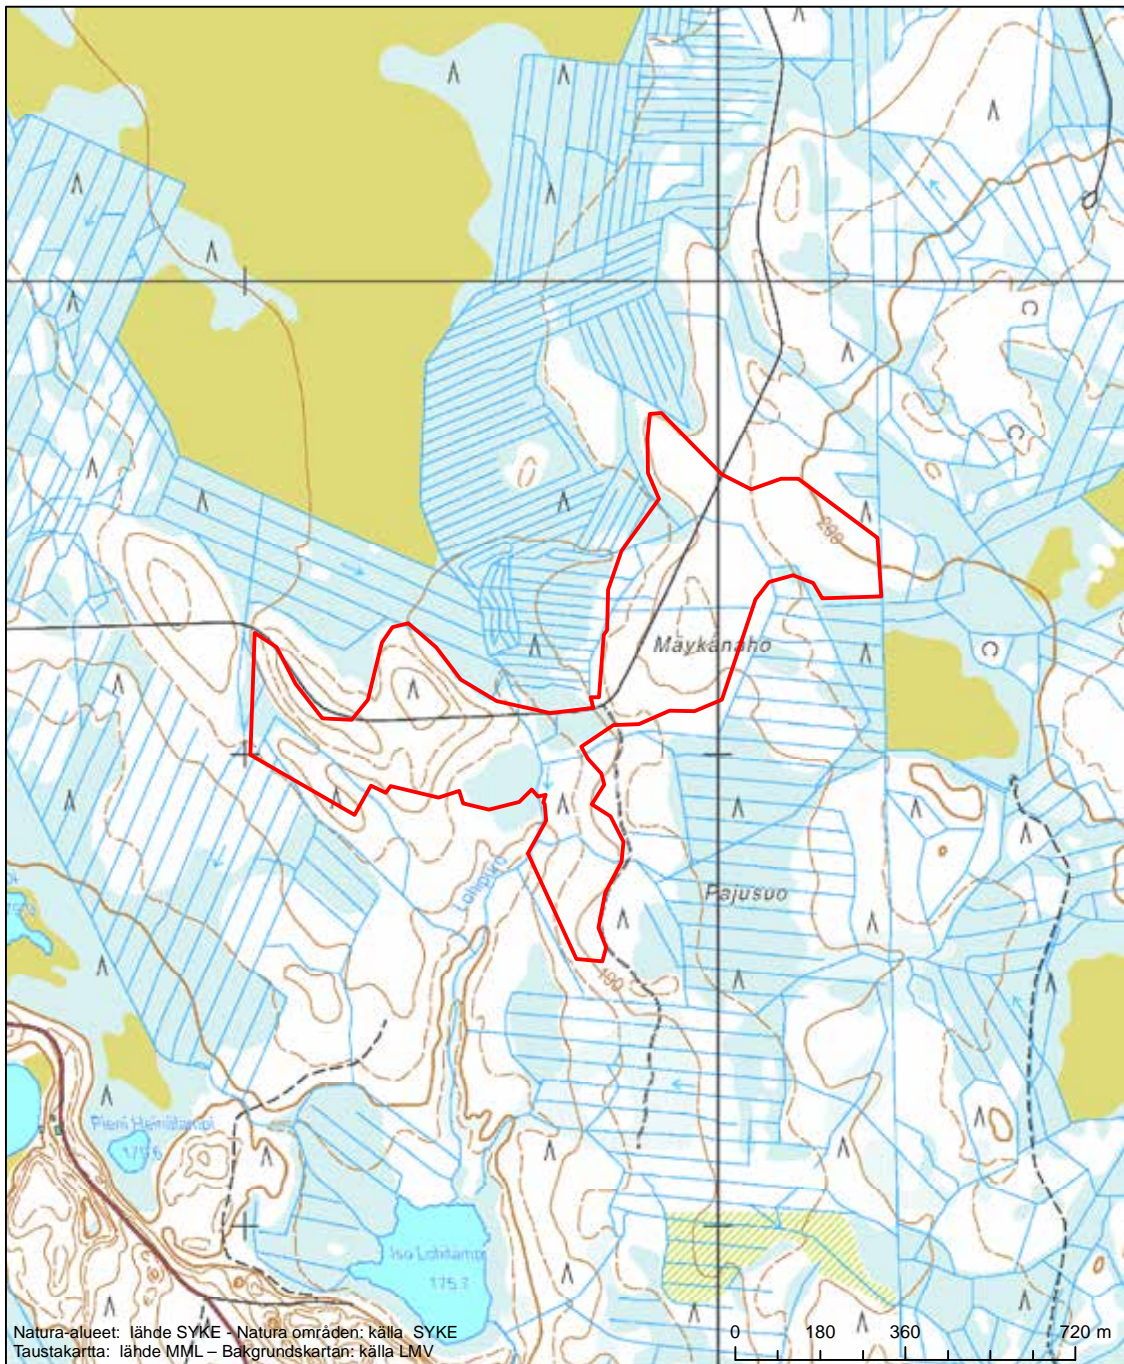 200
Mäykänaho
Lohipuro
Pajusuo
190
Pieni Heinälampi
175.6
Iso Lohilampi
175.7
Natura-alueet: lähde SYKE - Natura områden: källa SYKE
Taustakartta: lähde MML – Bakgrundskartan: källa LMV
0 180 360 720 m